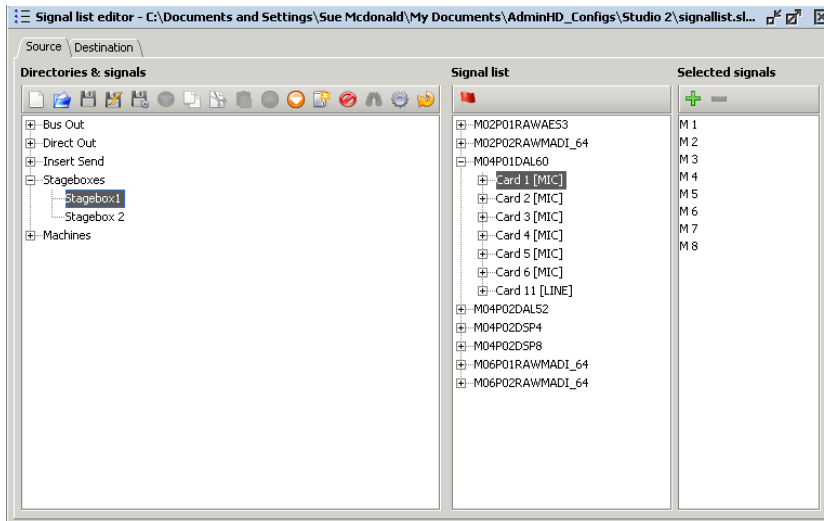 Signal list editor - C:\Documents and Settings\Sue Mcdonald\My Documents\AdminHD_Configs\Studio 2\signallist.sl...
Source
Destination
Directories & signals
Bus Out
Direct Out
Insert Send
Stageboxes
Stagebox1
Stagebox 2
Machines
Signal list
M02P01RAWAES3
M02P02RAWMADI_64
M04P01DAL60
Card 1 [MIC]
Card 2 [MIC]
Card 3 [MIC]
Card 4 [MIC]
Card 5 [MIC]
Card 6 [MIC]
Card 11 [LINE]
M04P02DAL52
M04P02DSP4
M04P02DSP8
M06P01RAWMADI_64
M06P02RAWMADI_64
Selected signals
M 1
M 2
M 3
M 4
M 5
M 6
M 7
M 8